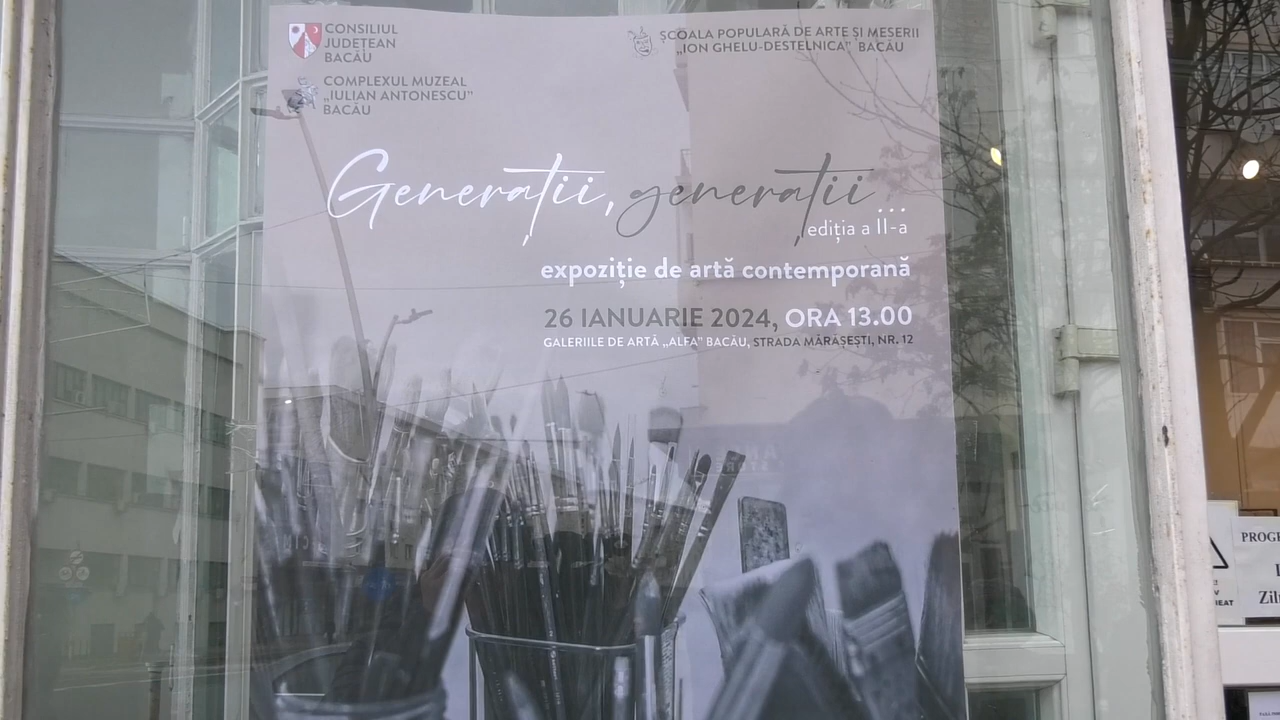 CONSILIUL
JUDEȚEAN
BACĂU
COMPLEXUL MUZEAL
„IULIAN ANTONESCU”
BACĂU
ȘCOALA POPULARĂ DE ARTE ȘI MESERII
„ION GHELU-DESTELNICA” BACĂU
Generații, generații...
ediția a II-a
expoziție de artă contemporană
26 IANUARIE 2024, ORA 13.00
GALERIILE DE ARTĂ „ALFA” BACĂU, STRADA MĂRĂȘEȘTI, NR. 12